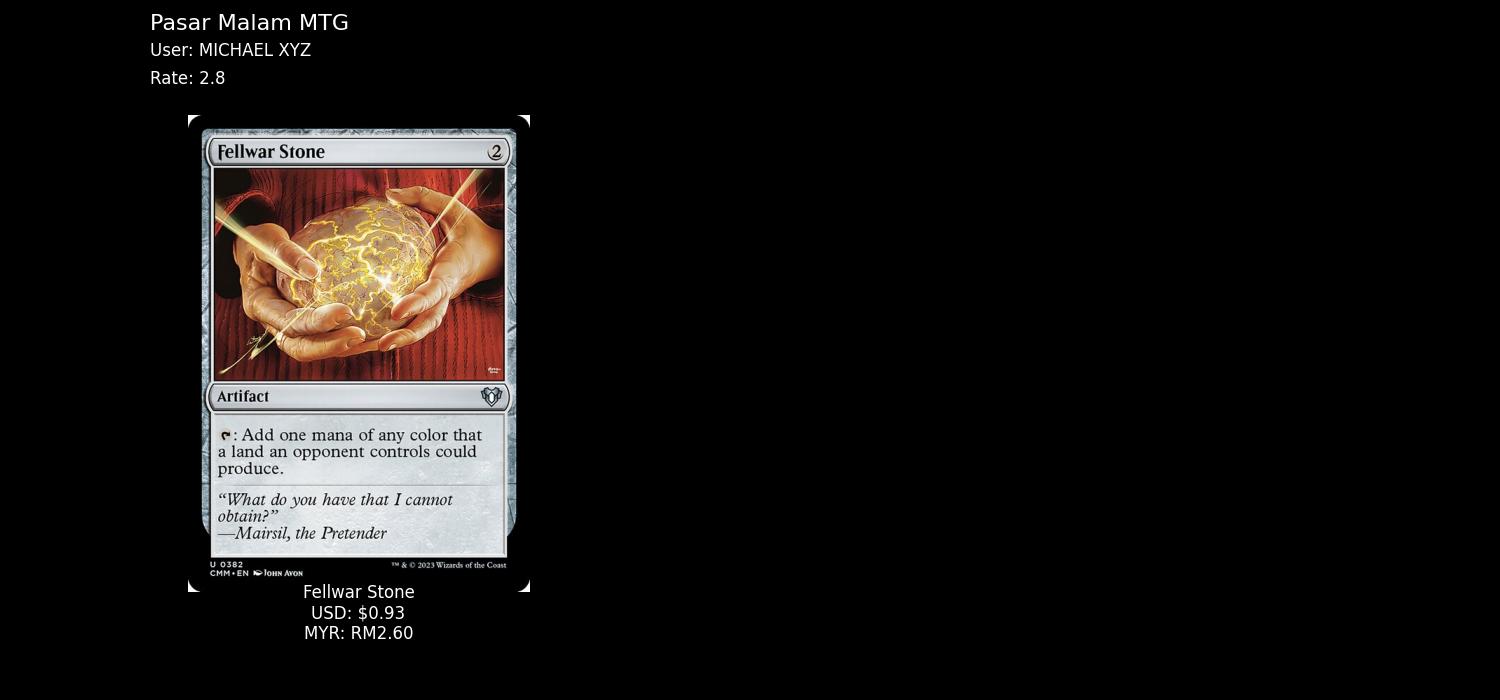 Pasar Malam MTG
User: MICHAEL XYZ
Rate: 2.8
Fellwar Stone 2
Artifact
: Add one mana of any color that
a land an opponent controls could
produce.
“What do you have that I cannot
obtain?”
—Mairsil, the Pretender
U 0382
CMM • EN John Avon
™ & © 2023 Wizards of the Coast
Fellwar Stone
USD: $0.93
MYR: RM2.60